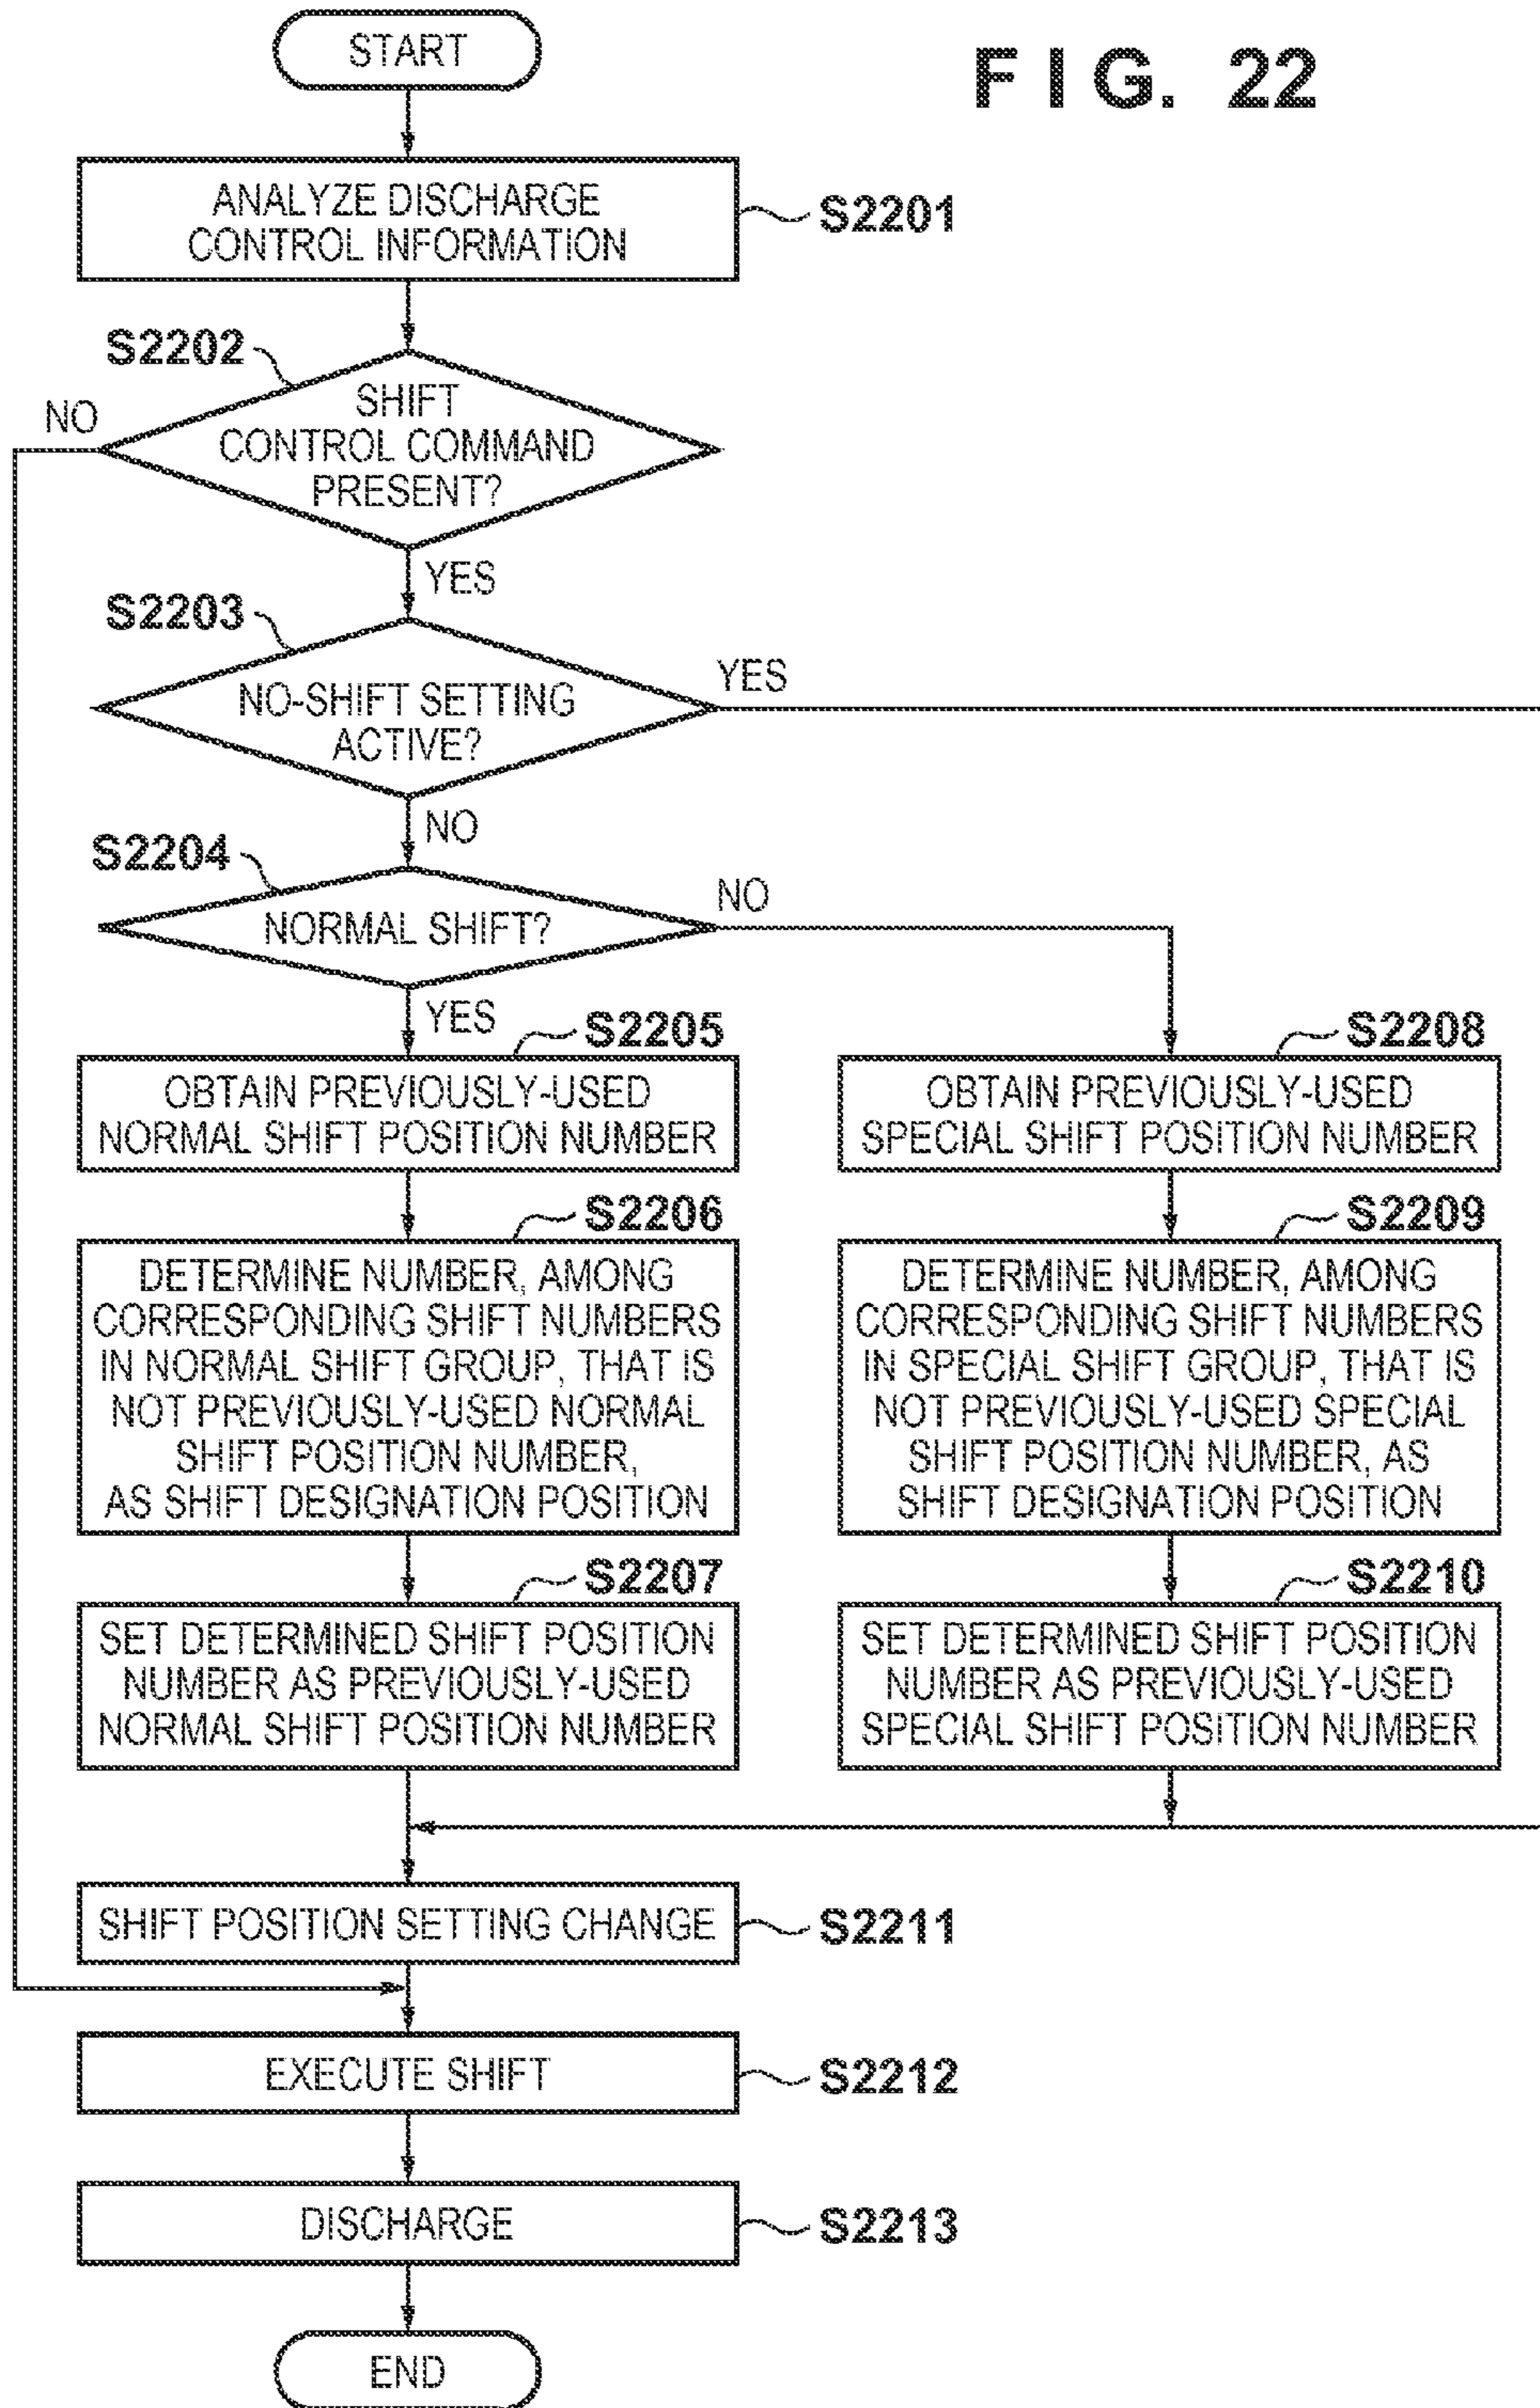 FIG. 22
START
ANALYZE DISCHARGE
CONTROL INFORMATION
S2201
S2202
NO
SHIFT
CONTROL COMMAND
PRESENT?
YES
S2203
NO-SHIFT SETTING
ACTIVE?
YES
NO
S2204
NORMAL SHIFT?
NO
YES
S2205
OBTAIN PREVIOUSLY-USED
NORMAL SHIFT POSITION NUMBER
S2208
OBTAIN PREVIOUSLY-USED
SPECIAL SHIFT POSITION NUMBER
S2206
DETERMINE NUMBER, AMONG
CORRESPONDING SHIFT NUMBERS
IN NORMAL SHIFT GROUP, THAT IS
NOT PREVIOUSLY-USED NORMAL
SHIFT POSITION NUMBER,
AS SHIFT DESIGNATION POSITION
S2209
DETERMINE NUMBER, AMONG
CORRESPONDING SHIFT NUMBERS
IN SPECIAL SHIFT GROUP, THAT IS
NOT PREVIOUSLY-USED SPECIAL
SHIFT POSITION NUMBER, AS
SHIFT DESIGNATION POSITION
S2207
SET DETERMINED SHIFT POSITION
NUMBER AS PREVIOUSLY-USED
NORMAL SHIFT POSITION NUMBER
S2210
SET DETERMINED SHIFT POSITION
NUMBER AS PREVIOUSLY-USED
SPECIAL SHIFT POSITION NUMBER
SHIFT POSITION SETTING CHANGE
S2211
EXECUTE SHIFT
S2212
DISCHARGE
S2213
END